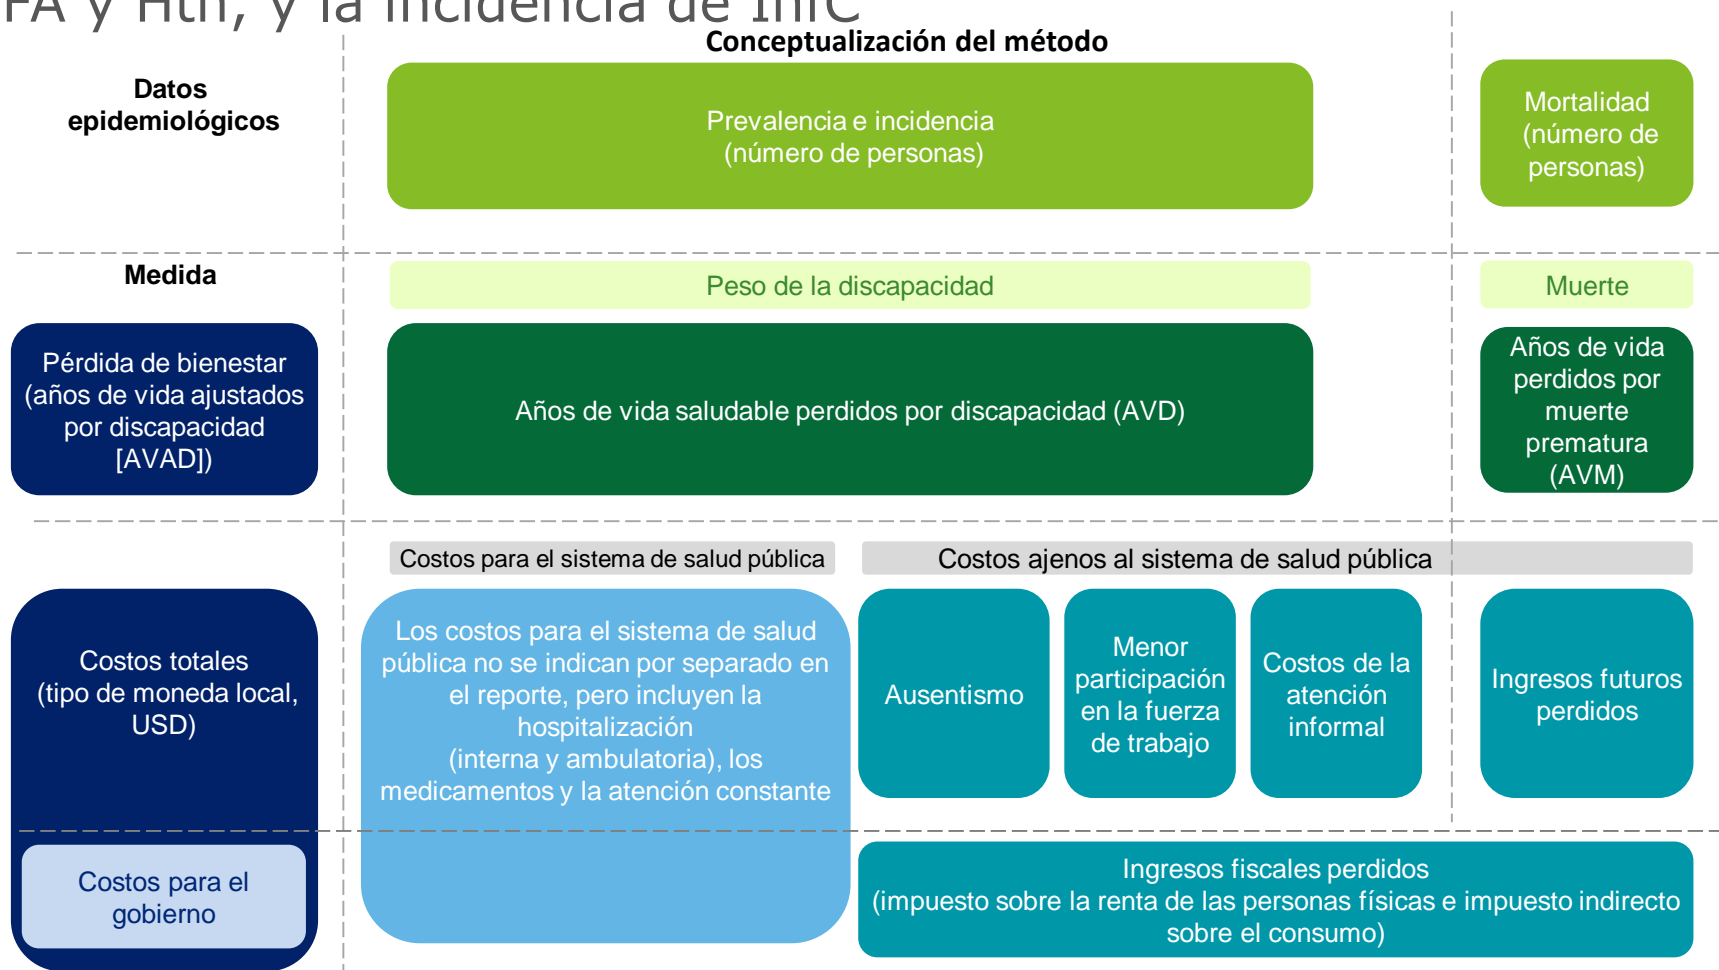 FA y Htn, y la incidencia de InfC
Conceptualización del método
Datos
epidemiológicos
Prevalencia e incidencia
(número de personas)
Mortalidad
(número de
personas)
Medida
Peso de la discapacidad
Muerte
Pérdida de bienestar
(años de vida ajustados
por discapacidad
[AVAD])
Años de vida saludable perdidos por discapacidad (AVD)
Años de vida
perdidos por
muerte
prematura
(AVM)
Costos para el sistema de salud pública
Costos ajenos al sistema de salud pública
Costos totales
(tipo de moneda local,
USD)
Los costos para el sistema de salud
pública no se indican por separado en
el reporte, pero incluyen la
hospitalización
(interna y ambulatoria), los
medicamentos y la atención constante
Ausentismo
Menor
participación
en la fuerza
de trabajo
Costos de la
atención
informal
Ingresos futuros
perdidos
Costos para el
gobierno
Ingresos fiscales perdidos
(impuesto sobre la renta de las personas físicas e impuesto indirecto
sobre el consumo)